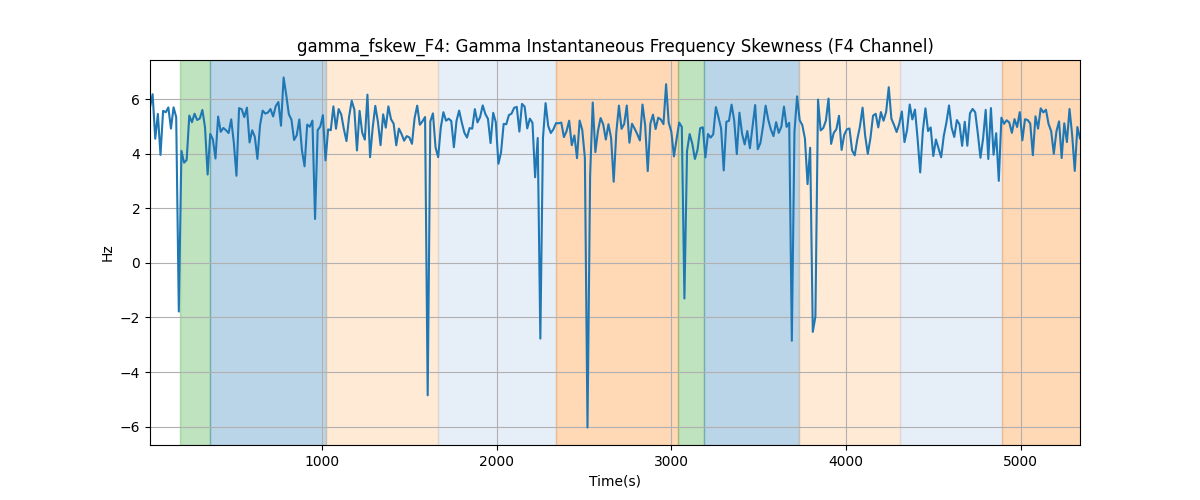 gamma_fskew_F4: Gamma Instantaneous Frequency Skewness (F4 Channel)
6
4
2
0
−2
−4
−6
Hz
1000 2000 3000 4000 5000
Time(s)